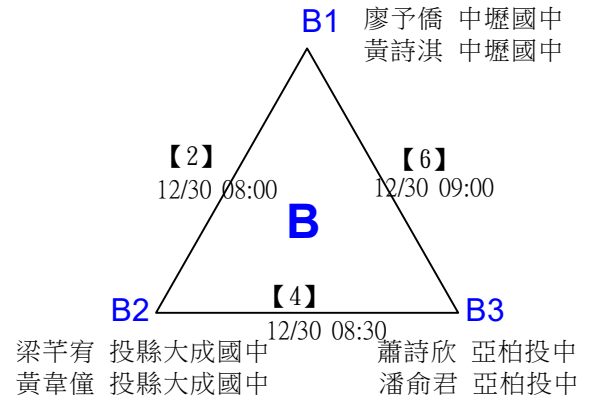 B1
廖予僑 中壢國中
黃詩淇 中壢國中
【2】
12/30 08:00
【6】
12/30 09:00
B
【4】
12/30 08:30
B2
梁芊宥 投縣大成國中
黃韋僮 投縣大成國中
B3
蕭詩欣 亞柏投中
潘俞君 亞柏投中